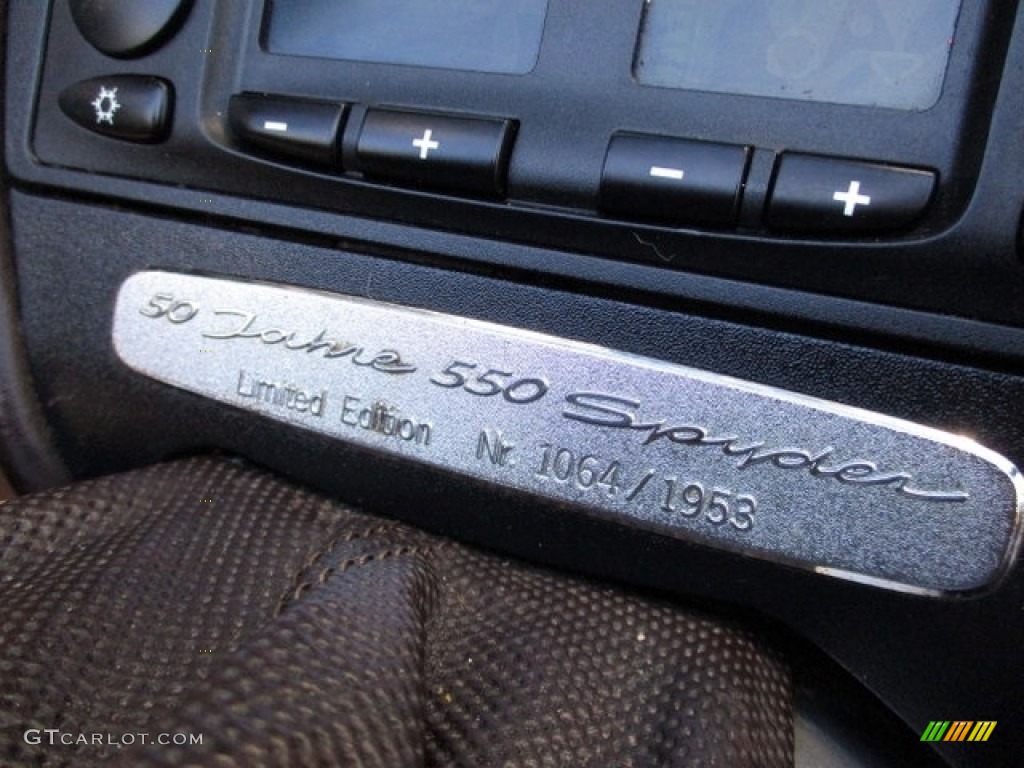 - + - +
50 Jahre 550 Spyder
Limited Edition Nr. 1064/1953
GTCARLOT.COM